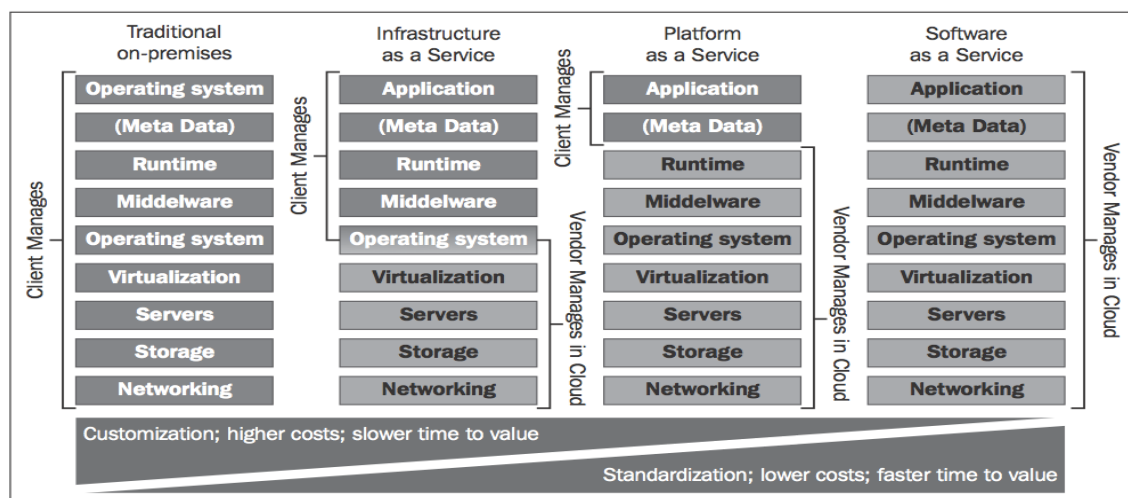 Traditional
on-premises
Client Manages
Operating system
(Meta Data)
Runtime
Middelware
Operating system
Virtualization
Servers
Storage
Networking
Infrastructure
as a Service
Client Manages
Application
(Meta Data)
Runtime
Middelware
Operating system
Virtualization
Servers
Storage
Networking
Vendor Manages in Cloud
Platform
as a Service
Client Manages
Application
(Meta Data)
Runtime
Middelware
Operating system
Virtualization
Servers
Storage
Networking
Vendor Manages in Cloud
Software
as a Service
Application
(Meta Data)
Runtime
Middelware
Operating system
Virtualization
Servers
Storage
Networking
Vendor Manages in Cloud
Customization; higher costs; slower time to value
Standardization; lower costs; faster time to value